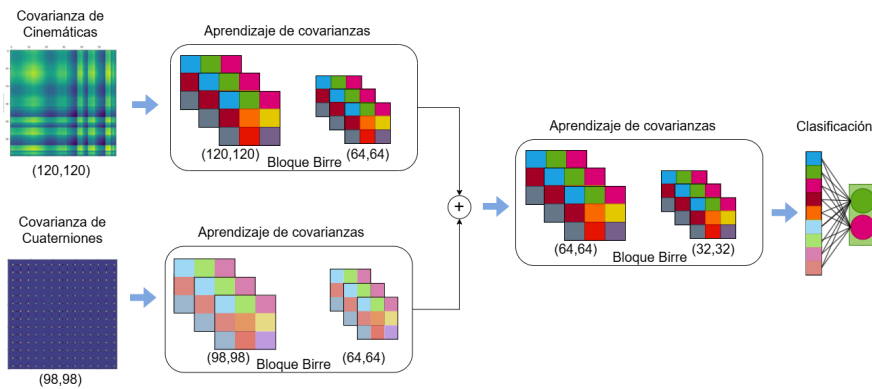 Covarianza de
Cinemáticas
(120,120)
Aprendizaje de covarianzas
(120,120)
(64,64)
Bloque Birre
Covarianza de
Cuaterniones
(98,98)
Aprendizaje de covarianzas
(98,98)
(64,64)
Bloque Birre
+
Aprendizaje de covarianzas
(64,64)
(32,32)
Bloque Birre
Clasificación